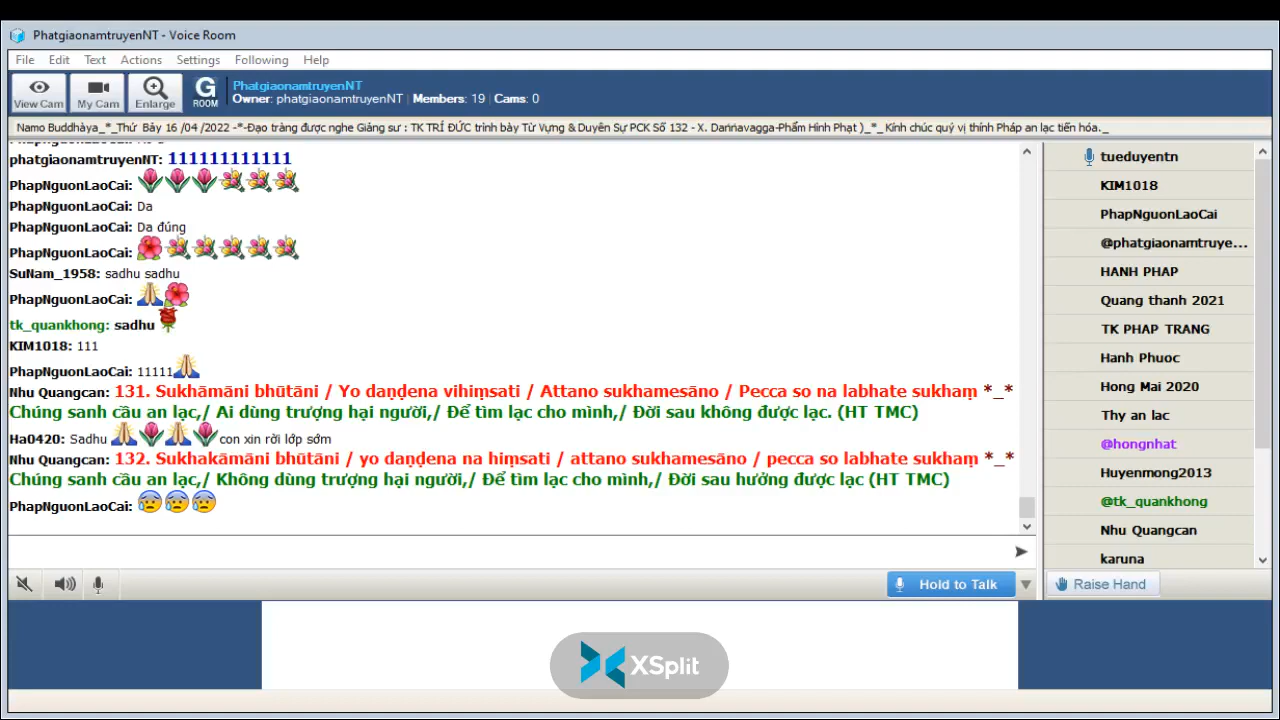 PhatgiaonamtruyenNT - Voice Room
File Edit Text Actions Settings Following Help
View Cam
My Cam
Enlarge
G ROOM
PhatgiaonamtruyenNT
Owner: phatgiaonamtruyenNT | Members: 19 | Cams: 0
Namo Buddhàya_*_Thứ Bảy 16 /04 /2022 -*-Đạo tràng được nghe Giảng sư : TK TRÍ ĐỨC trình bày Từ Vựng & Duyên Sự PCK Số 132 - X. Daṇḍavagga-Phẩm Hình Phạt )_*_ Kính chúc quý vị thính Pháp an lạc tiến hóa._
phatgiaonamtruyenNT: 111111111111
PhapNguonLaoCai:
PhapNguonLaoCai: Da
PhapNguonLaoCai: Da đúng
PhapNguonLaoCai:
SuNam_1958: sadhu sadhu
PhapNguonLaoCai:
tk_quankhong: sadhu
KIM1018: 111
PhapNguonLaoCai: 11111
Nhu Quangcan: 131. Sukhāmāni bhūtāni / Yo daṇḍena vihiṃsati / Attano sukhamesāno / Pecca so na labhate sukhaṃ *_*
Chúng sanh cầu an lạc,/ Ai dùng trượng hại người,/ Để tìm lạc cho mình,/ Đời sau không được lạc. (HT TMC)
Ha0420: Sadhu con xin rời lớp sớm
Nhu Quangcan: 132. Sukhakāmāni bhūtāni / yo daṇḍena na hiṃsati / attano sukhamesāno / pecca so labhate sukhaṃ *_*
Chúng sanh cầu an lạc,/ Không dùng trượng hại người,/ Để tìm lạc cho mình,/ Đời sau hưởng được lạc (HT TMC)
PhapNguonLaoCai:
tueduyentn
KIM1018
PhapNguonLaoCai
@phatgiaonamtruye...
HANH PHAP
Quang thanh 2021
TK PHAP TRANG
Hanh Phuoc
Hong Mai 2020
Thy an lac
@hongnhat
Huyenmong2013
@tk_quankhong
Nhu Quangcan
karuna
Hold to Talk
Raise Hand
XSplit